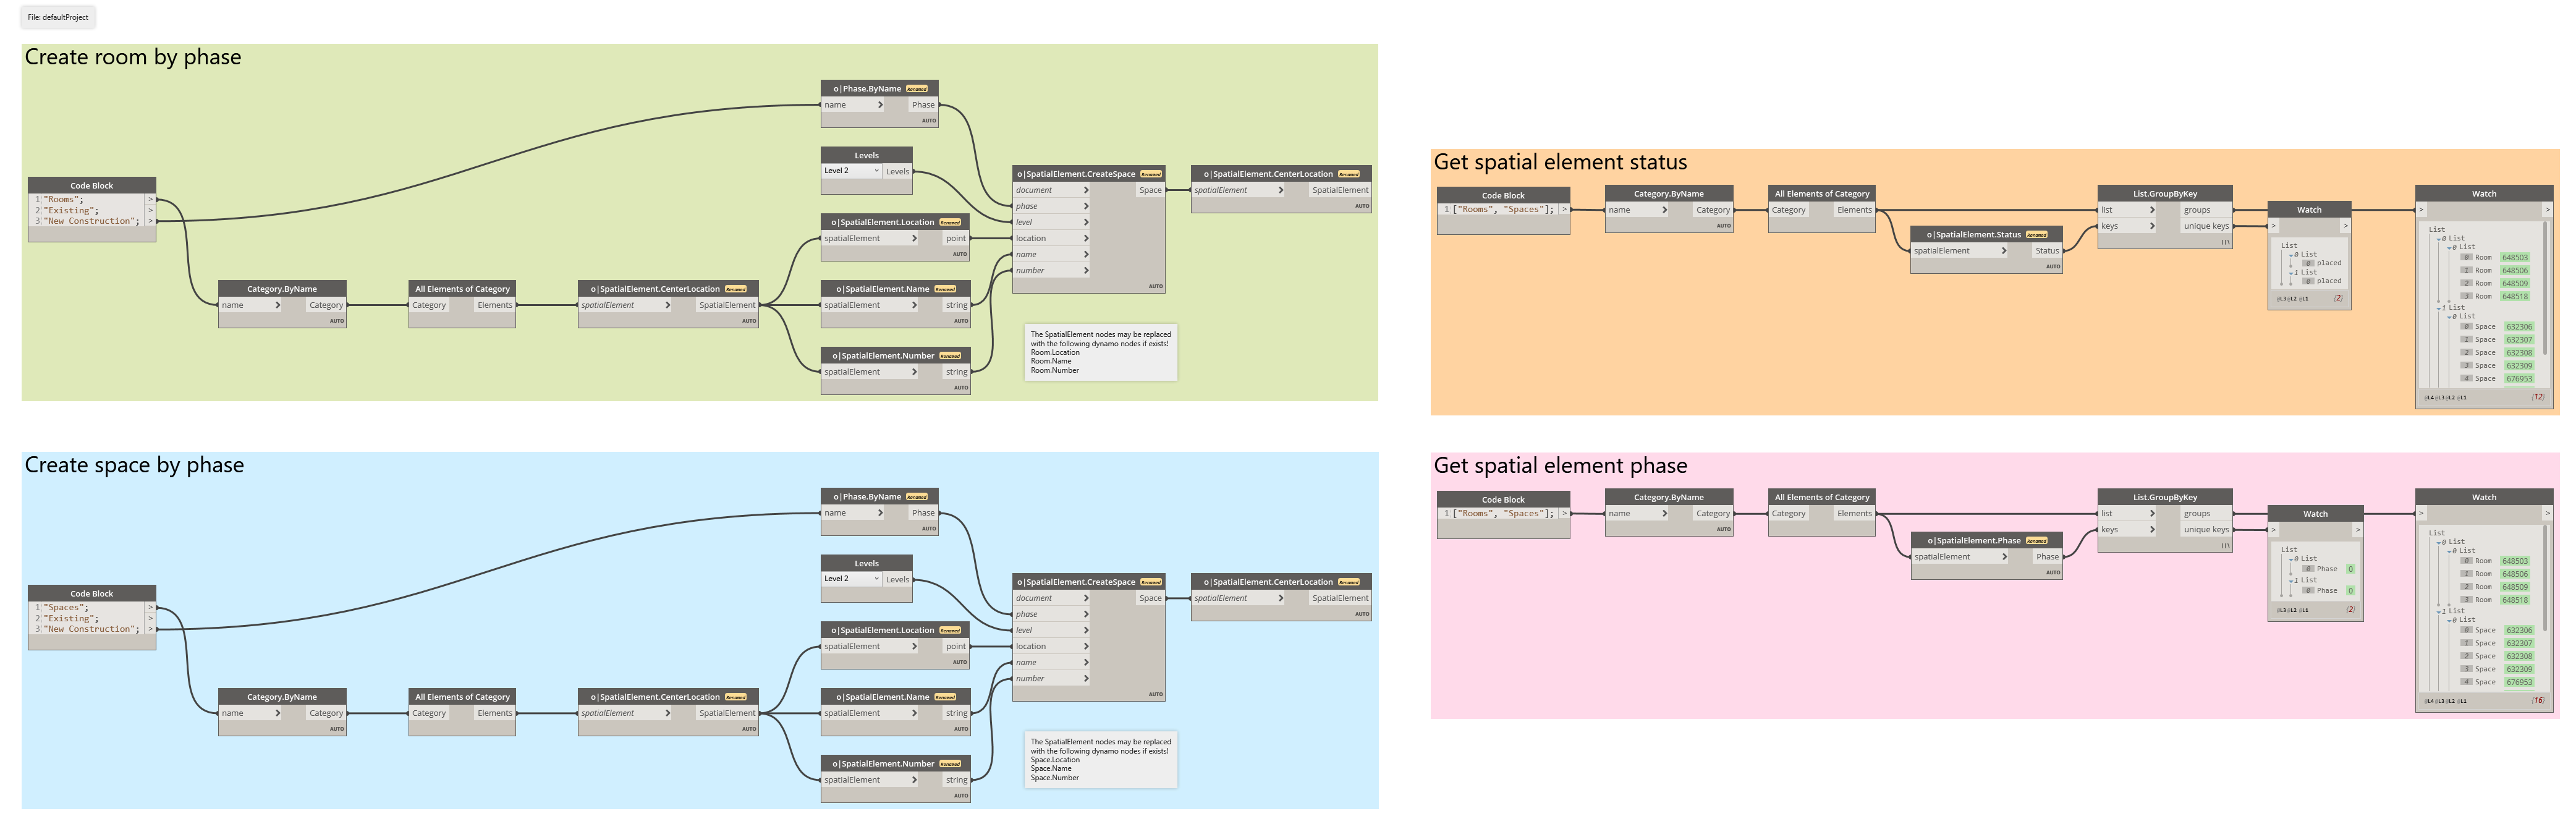 File: defaultProject
Create room by phase
Code Block
1 "Rooms"; >
2 "Existing"; >
3 "New Construction"; >
o|Phase.ByName Renamed
name > Phase
AUTO
Levels
Level 2 Levels
o|SpatialElement.Location Renamed
spatialElement > point
AUTO
Category.ByName
name > Category
AUTO
All Elements of Category
Category Elements
AUTO
o|SpatialElement.CenterLocation Renamed
spatialElement > SpatialElement
AUTO
o|SpatialElement.Name Renamed
spatialElement > string
AUTO
o|SpatialElement.Number Renamed
spatialElement > string
AUTO
o|SpatialElement.CreateSpace Renamed
document > Space
phase >
level >
location >
name >
number >
AUTO
o|SpatialElement.CenterLocation Renamed
spatialElement > SpatialElement
AUTO
The SpatialElement nodes may be replaced
with the following dynamo nodes if exists!
Room.Location
Room.Name
Room.Number
Create space by phase
Code Block
1 "Spaces"; >
2 "Existing"; >
3 "New Construction"; >
o|Phase.ByName Renamed
name > Phase
AUTO
Levels
Level 2 Levels
o|SpatialElement.Location Renamed
spatialElement > point
AUTO
Category.ByName
name > Category
AUTO
All Elements of Category
Category Elements
o|SpatialElement.CenterLocation Renamed
spatialElement > SpatialElement
AUTO
o|SpatialElement.Name Renamed
spatialElement > string
AUTO
o|SpatialElement.Number Renamed
spatialElement > string
AUTO
o|SpatialElement.CreateSpace Renamed
document > Space
phase >
level >
location >
name >
number >
AUTO
o|SpatialElement.CenterLocation Renamed
spatialElement > SpatialElement
AUTO
The SpatialElement nodes may be replaced
with the following dynamo nodes if exists!
Space.Location
Space.Name
Space.Number
Get spatial element status
Code Block
1 ["Rooms", "Spaces"]; >
Category.ByName
name > Category
AUTO
All Elements of Category
Category Elements
o|SpatialElement.Status Renamed
spatialElement > Status
AUTO
List.GroupByKey
list > groups
keys > unique keys
Watch
> >
List
0 List
0 placed
1 List
0 placed
@L3 @L2 @L1 {2}
Watch
> >
List
0 List
0 List
0 Room 648503
1 Room 648506
2 Room 648509
3 Room 648518
1 List
0 List
0 Space 632306
1 Space 632307
2 Space 632308
3 Space 632309
4 Space 676953
@L4 @L3 @L2 @L1 {12}
Get spatial element phase
Code Block
1 ["Rooms", "Spaces"]; >
Category.ByName
name > Category
AUTO
All Elements of Category
Category Elements
o|SpatialElement.Phase Renamed
spatialElement > Phase
AUTO
List.GroupByKey
list > groups
keys > unique keys
Watch
> >
List
0 List
0 Phase 0
1 List
0 Phase 0
@L3 @L2 @L1 {2}
Watch
> >
List
0 List
0 List
0 Room 648503
1 Room 648506
2 Room 648509
3 Room 648518
1 List
0 List
0 Space 632306
1 Space 632307
2 Space 632308
3 Space 632309
4 Space 676953
@L4 @L3 @L2 @L1 {16}